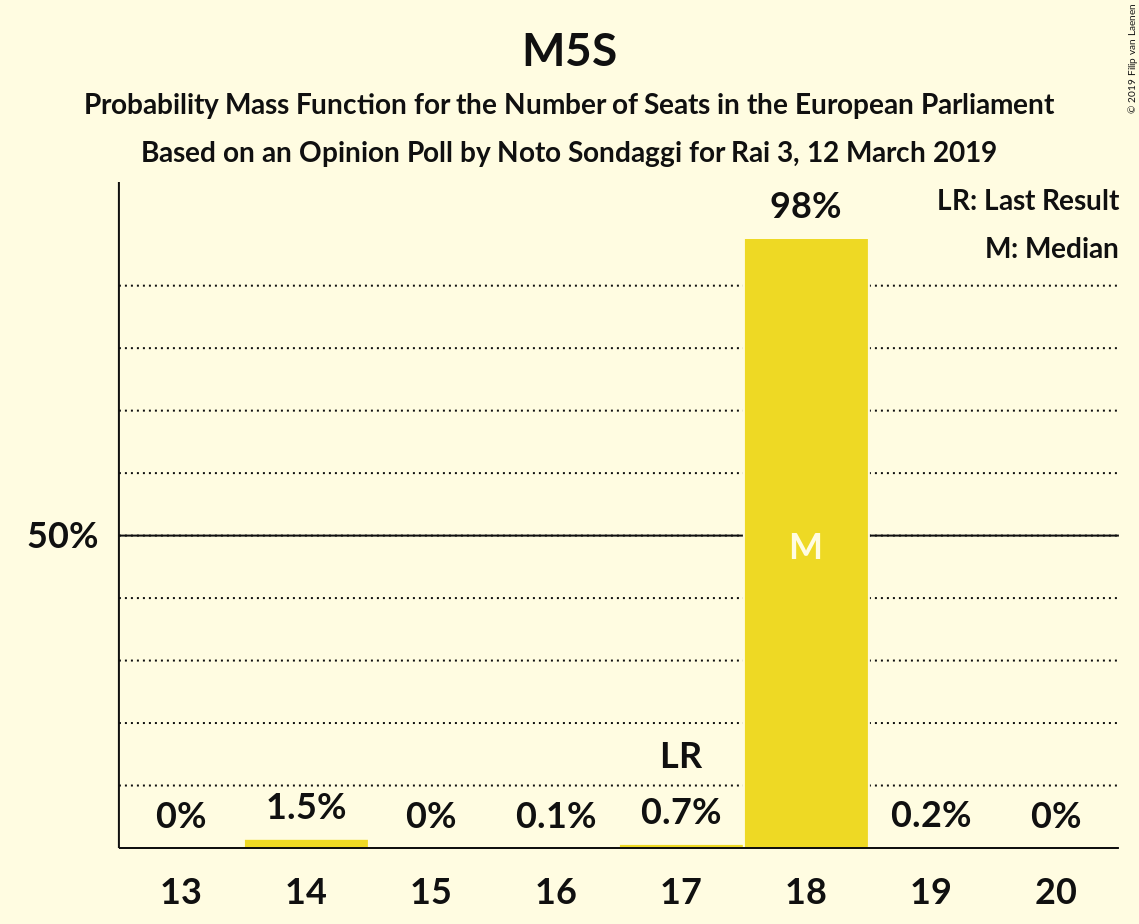 M5S
Probability Mass Function for the Number of Seats in the European Parliament
Based on an Opinion Poll by Noto Sondaggi for Rai 3, 12 March 2019
© 2019 Filip van Laenen
LR: Last Result
M: Median
98%
50%
M
LR
0%
1.5%
0%
0.1%
0.7%
0.2%
0%
13
14
15
16
17
18
19
20